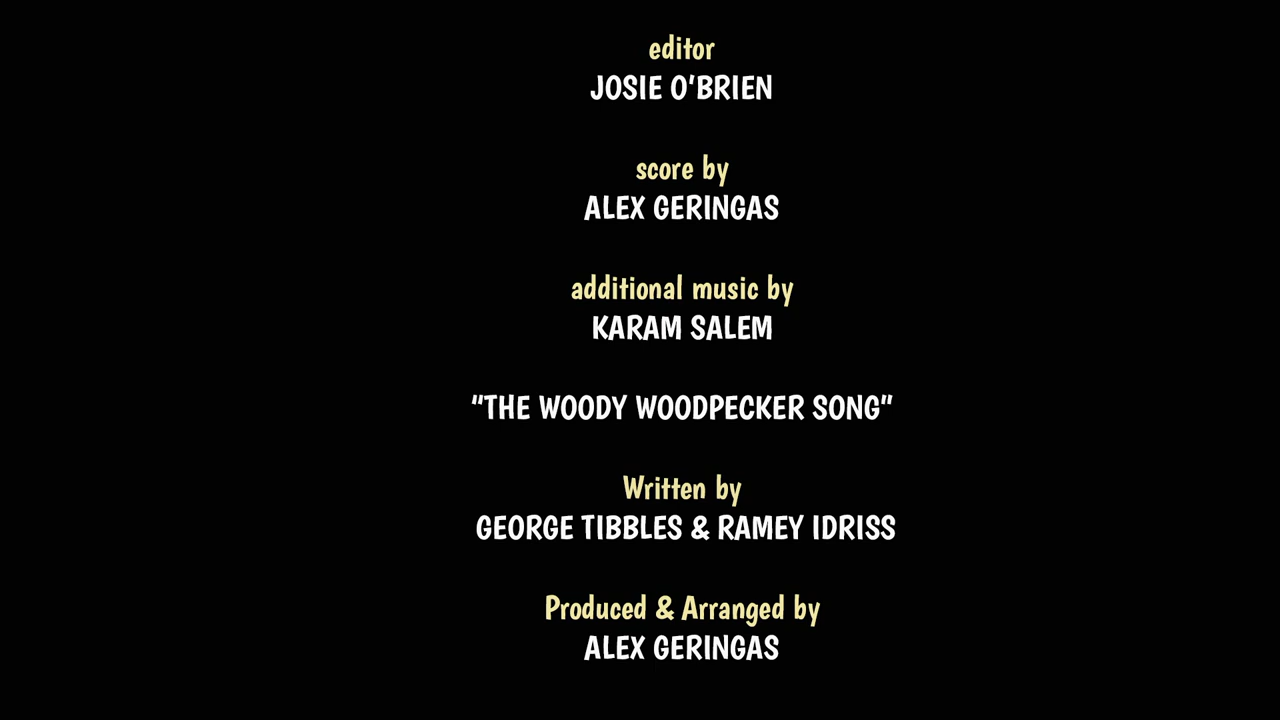 editor
JOSIE O'BRIEN
score by
ALEX GERINGAS
additional music by
KARAM SALEM
"THE WOODY WOODPECKER SONG"
Written by
GEORGE TIBBLES & RAMEY IDRISS
Produced & Arranged by
ALEX GERINGAS